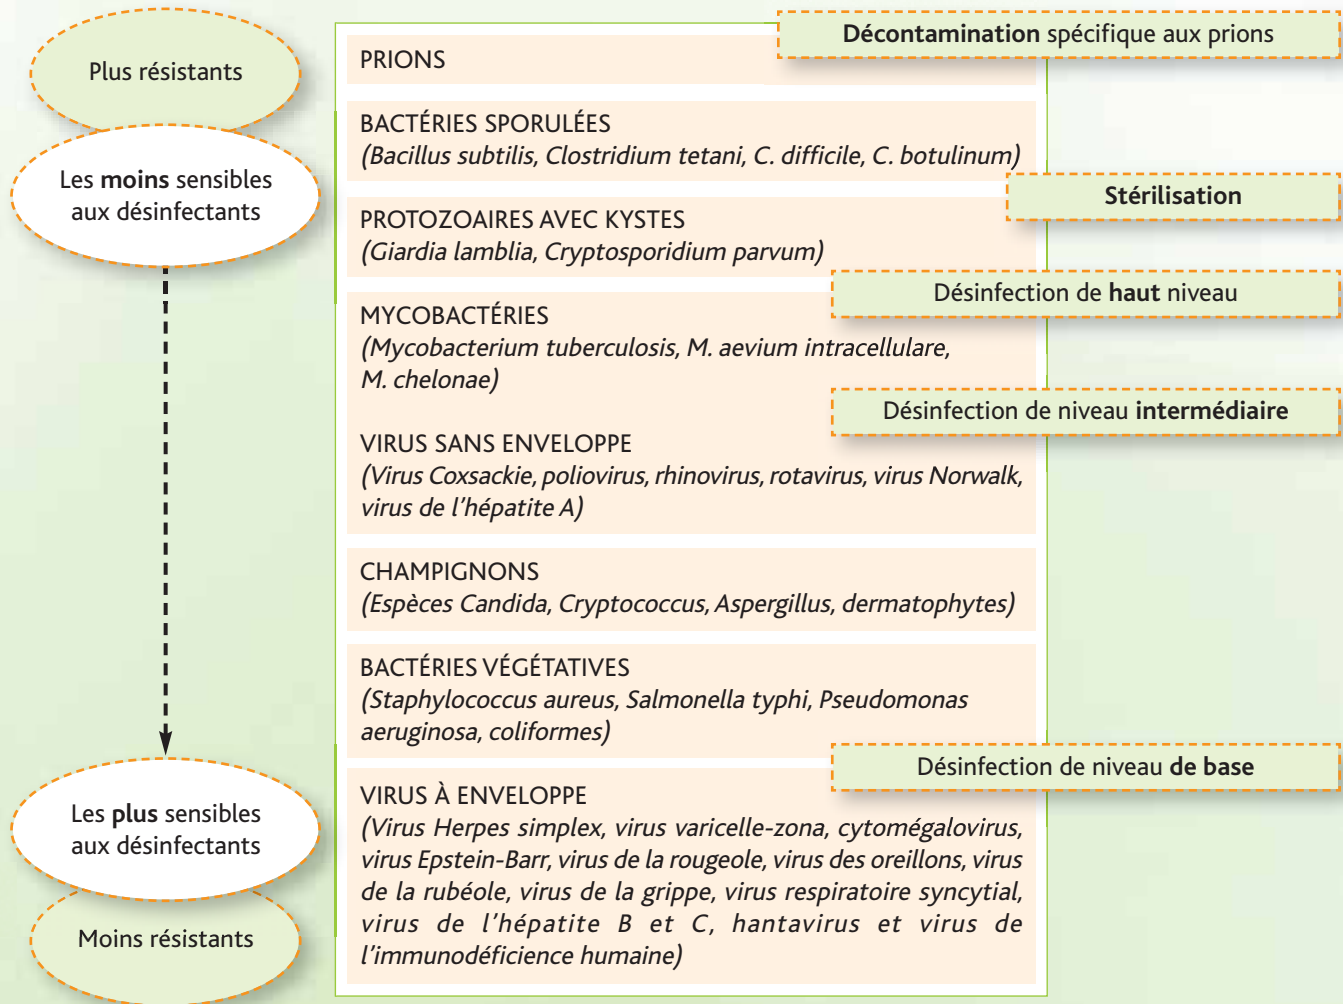 Plus résistants
Les moins sensibles
aux désinfectants
Les plus sensibles
aux désinfectants
Moins résistants
PRIONS
Décontamination spécifique aux prions
BACTÉRIES SPORULÉES
(Bacillus subtilis, Clostridium tetani, C. difficile, C. botulinum)
Stérilisation
PROTOZOAIRES AVEC KYSTES
(Giardia lamblia, Cryptosporidium parvum)
Désinfection de haut niveau
MYCOBACTÉRIES
(Mycobacterium tuberculosis, M. aevium intracellulare,
M. chelonae)
Désinfection de niveau intermédiaire
VIRUS SANS ENVELOPPE
(Virus Coxsackie, poliovirus, rhinovirus, rotavirus, virus Norwalk,
virus de l'hépatite A)
CHAMPIGNONS
(Espèces Candida, Cryptococcus, Aspergillus, dermatophytes)
BACTÉRIES VÉGÉTATIVES
(Staphylococcus aureus, Salmonella typhi, Pseudomonas
aeruginosa, coliformes)
Désinfection de niveau de base
VIRUS À ENVELOPPE
(Virus Herpes simplex, virus varicelle-zona, cytomégalovirus,
virus Epstein-Barr, virus de la rougeole, virus des oreillons, virus
de la rubéole, virus de la grippe, virus respiratoire syncytial,
virus de l'hépatite B et C, hantavirus et virus de
l'immunodéficience humaine)